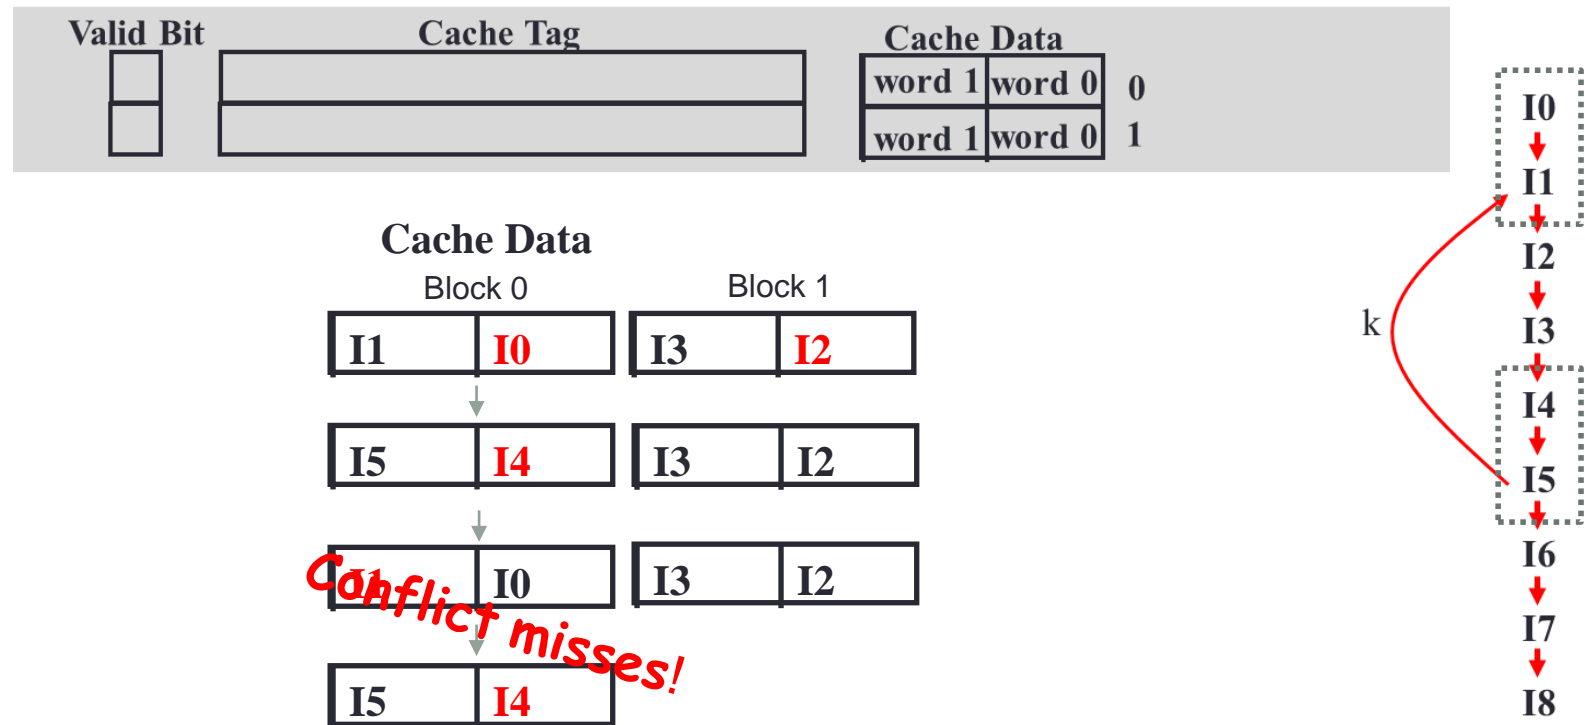 Valid Bit Cache Tag Cache Data
word 1 word 0 0
word 1 word 0 1
Cache Data
Block 0 Block 1
I1 I0 I3 I2
I5 I4 I3 I2
I1 I0 I3 I2
Conflict misses!
I5 I4
I0
I1
I2
I3
k
I4
I5
I6
I7
I8